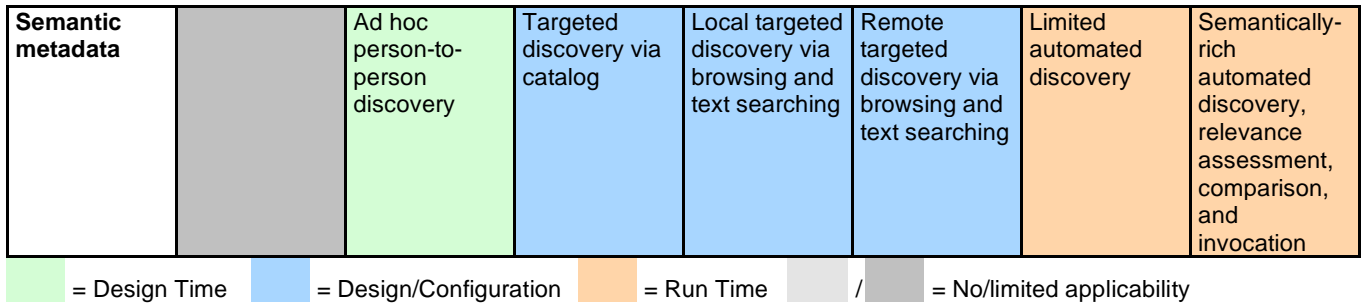 Semantic
metadata
Ad hoc
person-to-
person
discovery
Targeted
discovery via
catalog
Local targeted
discovery via
browsing and
text searching
Remote
targeted
discovery via
browsing and
text searching
Limited
automated
discovery
Semantically-
rich
automated
discovery,
relevance
assessment,
comparison,
and
invocation
= Design Time = Design/Configuration = Run Time / = No/limited applicability